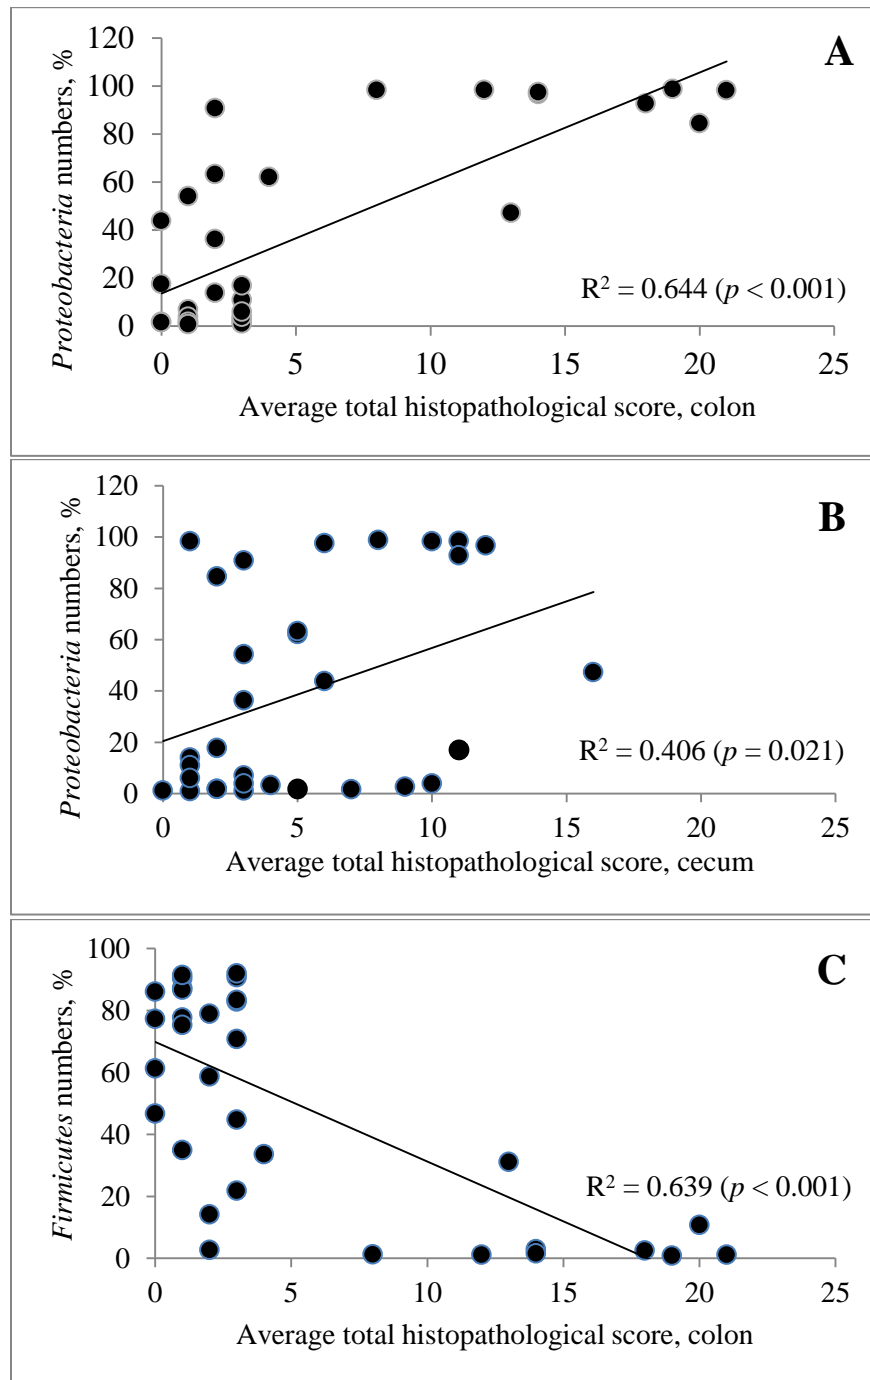 A
120
100
80
60
40
20
0
Proteobacteria numbers, %
R² = 0.644 (p < 0.001)
0 5 10 15 20 25
Average total histopathological score, colon
B
120
100
80
60
40
20
0
Proteobacteria numbers, %
R² = 0.406 (p = 0.021)
0 5 10 15 20 25
Average total histopathological score, cecum
C
100
80
60
40
20
0
Firmicutes numbers, %
R² = 0.639 (p < 0.001)
0 5 10 15 20 25
Average total histopathological score, colon